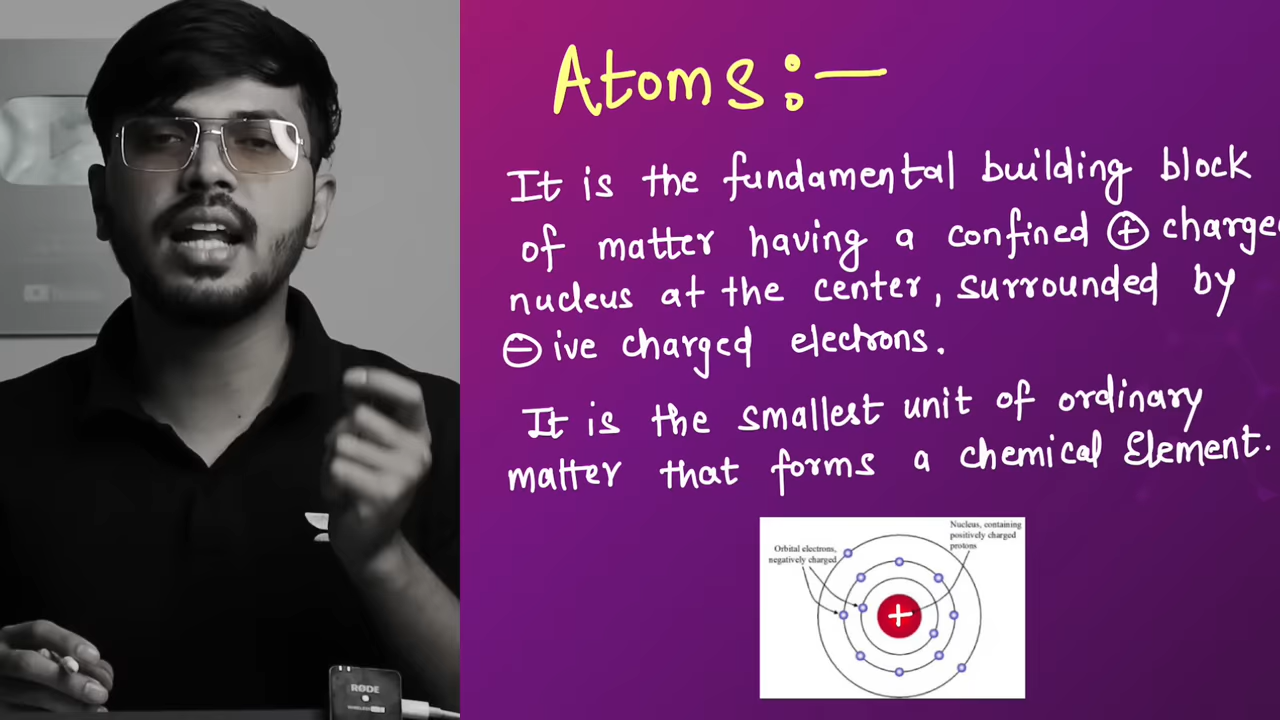 Atoms:—
It is the fundamental building block
of matter having a confined ⊕ charge
nucleus at the center, surrounded by
⊖ ive charged electrons.
It is the smallest unit of ordinary
matter that forms a chemical Element.
Nucleus, containing
positively charged
protons
Orbital electrons,
negatively charged
+
RØDE